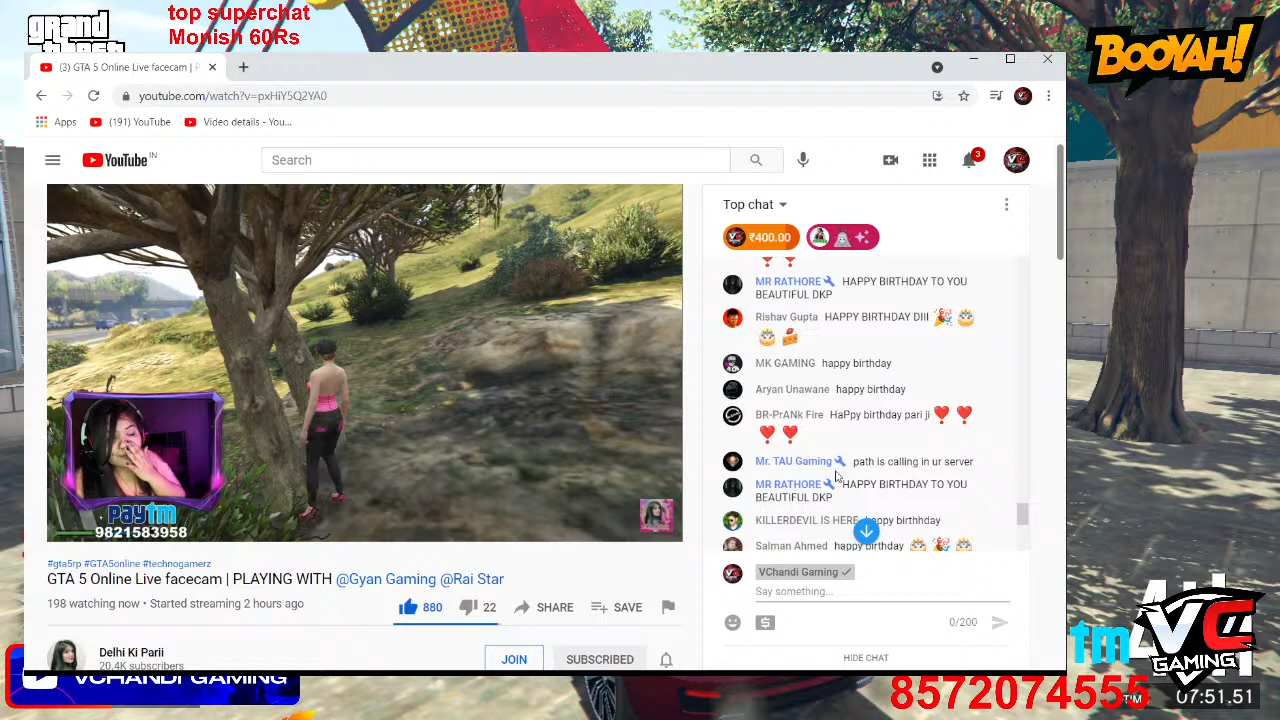 grand
top superchat
Monish 60Rs
BOOYAH!
(3) GTA 5 Online Live facecam | P
youtube.com/watch?v=pxHiY5Q2YA0
Apps
(191) YouTube
Video details - You...
YouTube IN
Search
3
Top chat
₹400.00
MR RATHORE HAPPY BIRTHDAY TO YOU
BEAUTIFUL DKP
Rishav Gupta HAPPY BIRTHDAY DIII
MK GAMING happy birthday
Aryan Unawane happy birthday
BR-PrANk Fire HaPpy birthday pari ji
Mr. TAU Gaming path is calling in ur server
MR RATHORE HAPPY BIRTHDAY TO YOU
BEAUTIFUL DKP
KILLERDEVIL IS HERE happy birthhday
Salman Ahmed happy birthday
VChandi Gaming
Say something...
0/200
HIDE CHAT
paytm
9821583958
#gta5rp #GTA5online #technogamerz
GTA 5 Online Live facecam | PLAYING WITH @Gyan Gaming @Rai Star
198 watching now • Started streaming 2 hours ago
880
22
SHARE
SAVE
Delhi Ki Parii
20.4K subscribers
JOIN
SUBSCRIBED
VCHANDI GAMING
tm
VC
GAMING
8572074555
TIM
07:51.51